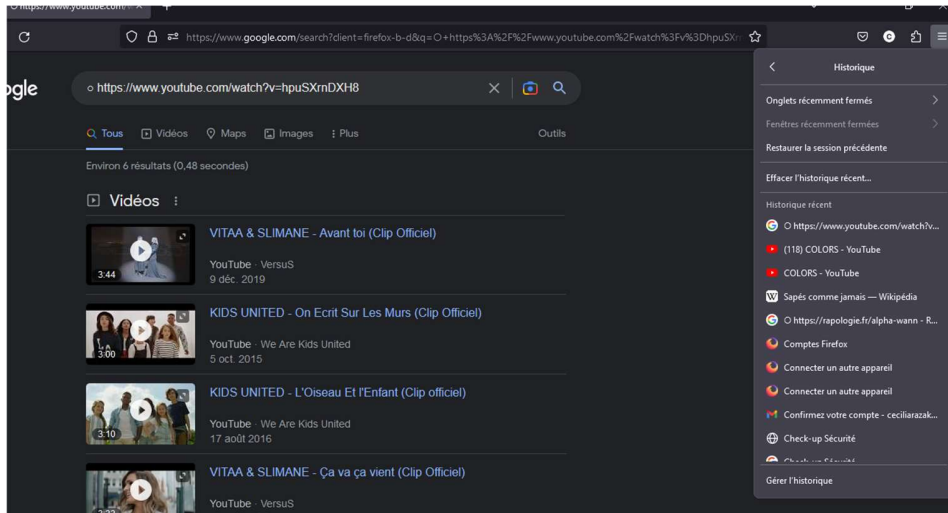 https://www.youtube.com/
https://www.google.com/search?client=firefox-b-d&q=O+https%3A%2F%2Fwww.youtube.com%2Fwatch%3Fv%3DhpuSXrn
ogle
○ https://www.youtube.com/watch?v=hpuSXrnDXH8
Tous Vidéos Maps Images Plus Outils
Environ 6 résultats (0,48 secondes)
Vidéos
VITAA & SLIMANE - Avant toi (Clip Officiel)
YouTube · VersuS
9 déc. 2019
3:44
KIDS UNITED - On Ecrit Sur Les Murs (Clip Officiel)
YouTube · We Are Kids United
5 oct. 2015
3:00
KIDS UNITED - L'Oiseau Et l'Enfant (Clip officiel)
YouTube · We Are Kids United
17 août 2016
3:10
VITAA & SLIMANE - Ça va ça vient (Clip Officiel)
YouTube · VersuS
Historique
Onglets récemment fermés
Fenêtres récemment fermées
Restaurer la session précédente
Effacer l'historique récent...
Historique récent
O https://www.youtube.com/watch?v...
(118) COLORS - YouTube
COLORS - YouTube
Sapés comme jamais — Wikipédia
O https://rapologie.fr/alpha-wann - R...
Comptes Firefox
Connecter un autre appareil
Connecter un autre appareil
Confirmez votre compte - ceciliarazak...
Check-up Sécurité
Check-up Sécurité
Gérer l'historique